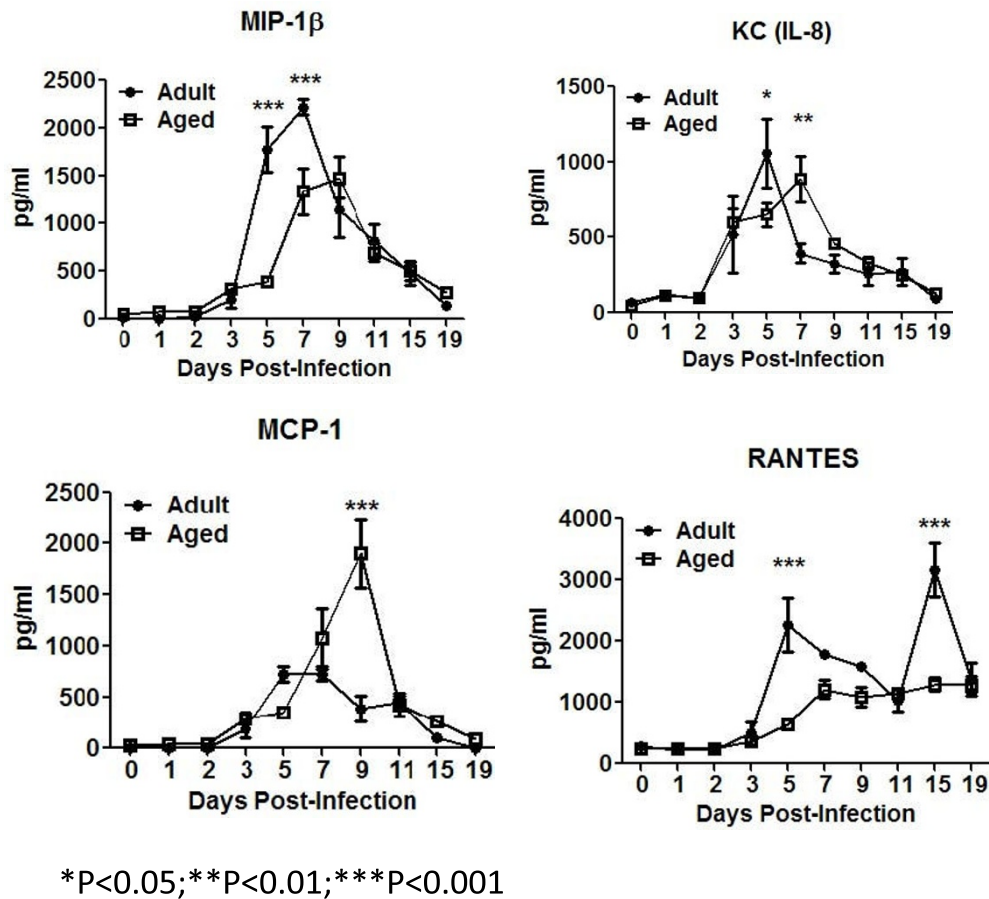 MIP-1β
2500
2000
1500
1000
500
0
pg/ml
Adult
Aged
***
***
0 1 2 3 5 7 9 11 15 19
Days Post-Infection
KC (IL-8)
1500
1000
500
0
pg/ml
Adult
Aged
*
**
0 1 2 3 5 7 9 11 15 19
Days Post-Infection
MCP-1
2500
2000
1500
1000
500
0
pg/ml
Adult
Aged
***
0 1 2 3 5 7 9 11 15 19
Days Post-Infection
RANTES
4000
3000
2000
1000
0
pg/ml
Adult
Aged
***
***
0 1 2 3 5 7 9 11 15 19
Days Post-Infection
*P<0.05;**P<0.01;***P<0.001